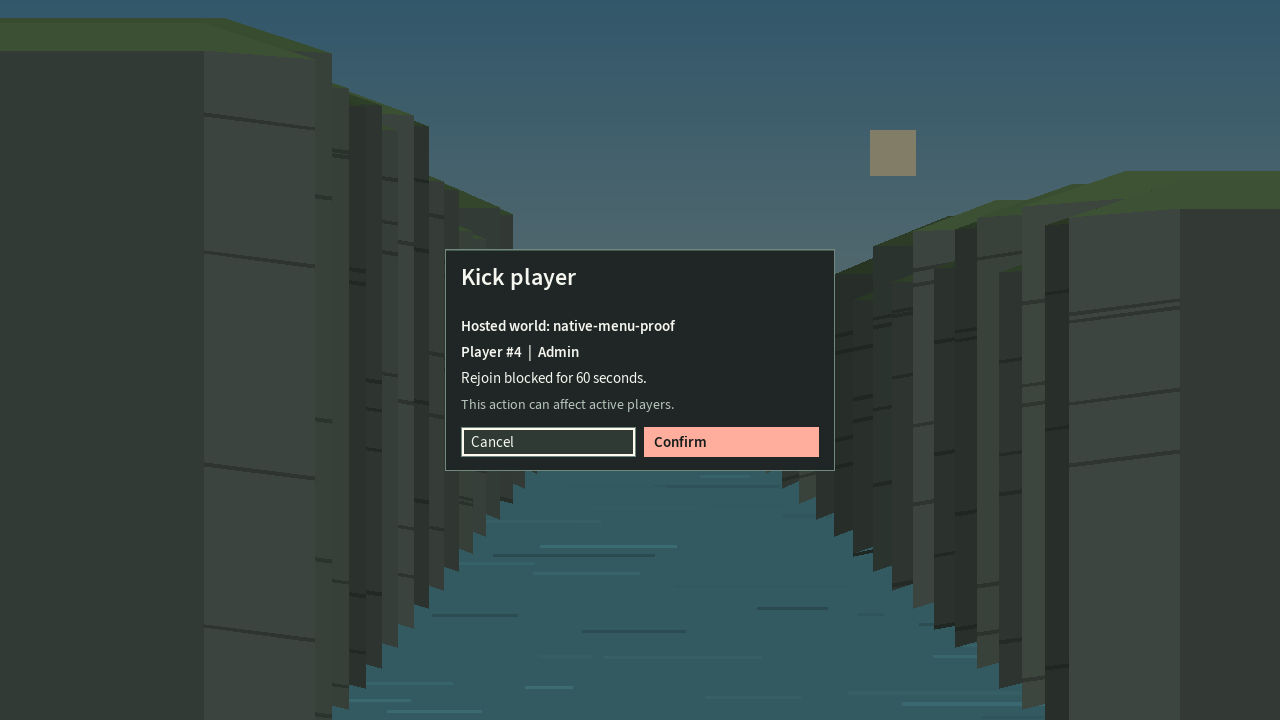 Kick player
Hosted world: native-menu-proof
Player #4 | Admin
Rejoin blocked for 60 seconds.
This action can affect active players.
Cancel
Confirm